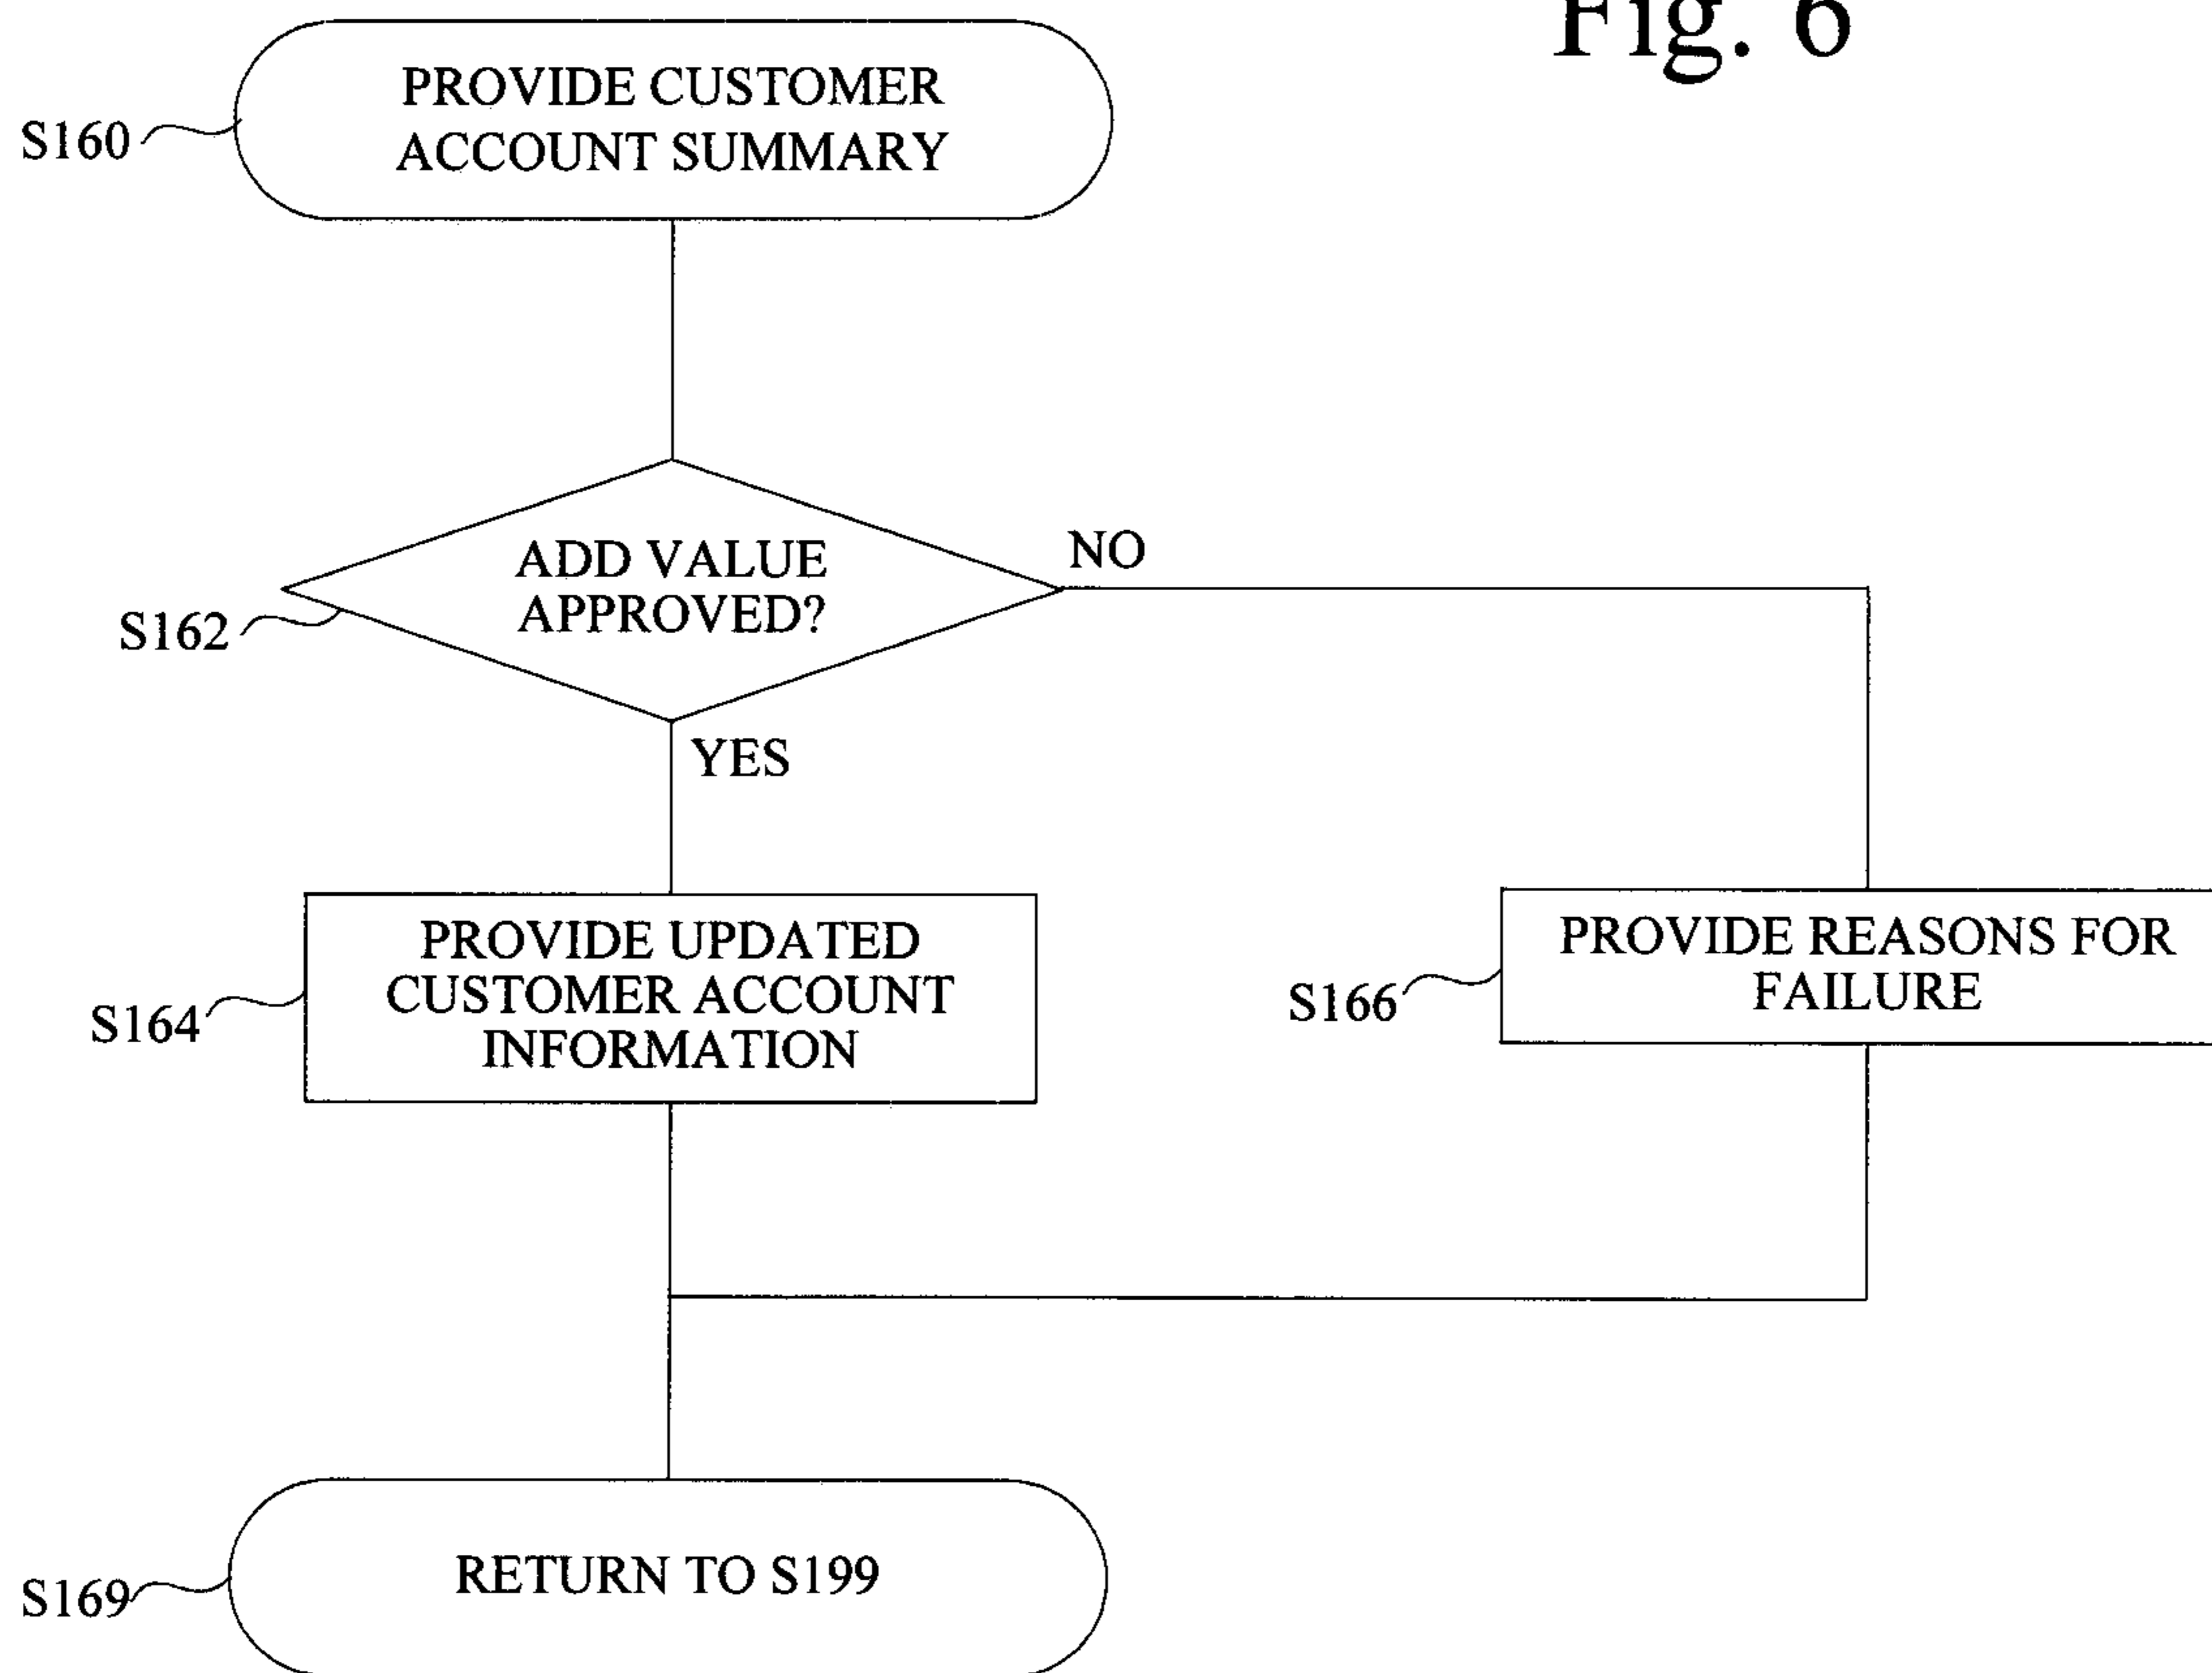 Fig. 6
PROVIDE CUSTOMER
ACCOUNT SUMMARY
S160
ADD VALUE
APPROVED?
NO
S162
YES
PROVIDE UPDATED
CUSTOMER ACCOUNT
INFORMATION
S164
PROVIDE REASONS FOR
FAILURE
S166
RETURN TO S199
S169